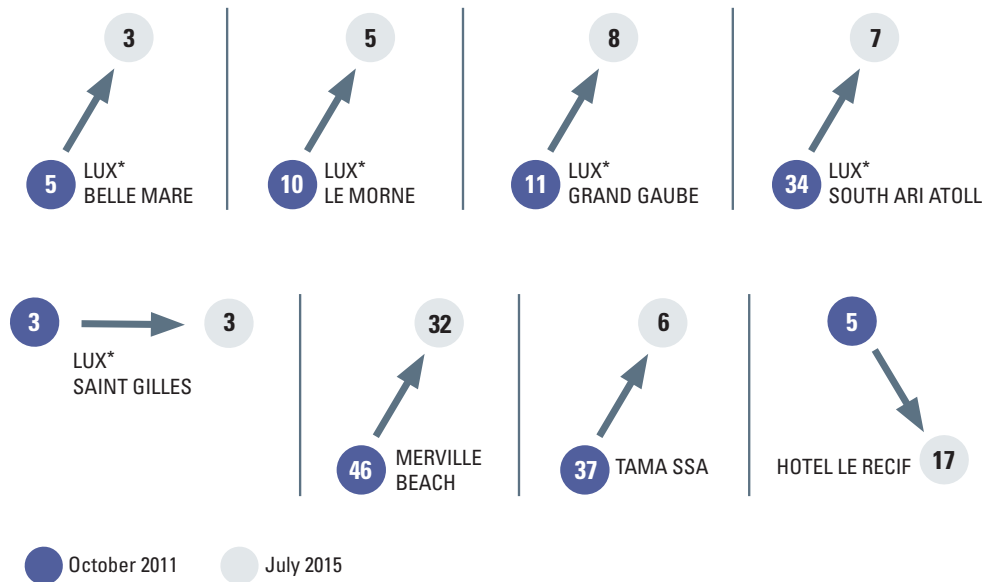 3
5
8
7
5
LUX*
BELLE MARE
10
LUX*
LE MORNE
11
LUX*
GRAND GAUBE
34
LUX*
SOUTH ARI ATOLL
3
3
LUX*
SAINT GILLES
32
46
MERVILLE
BEACH
6
37
TAMA SSA
5
HOTEL LE RECIF
17
October 2011
July 2015